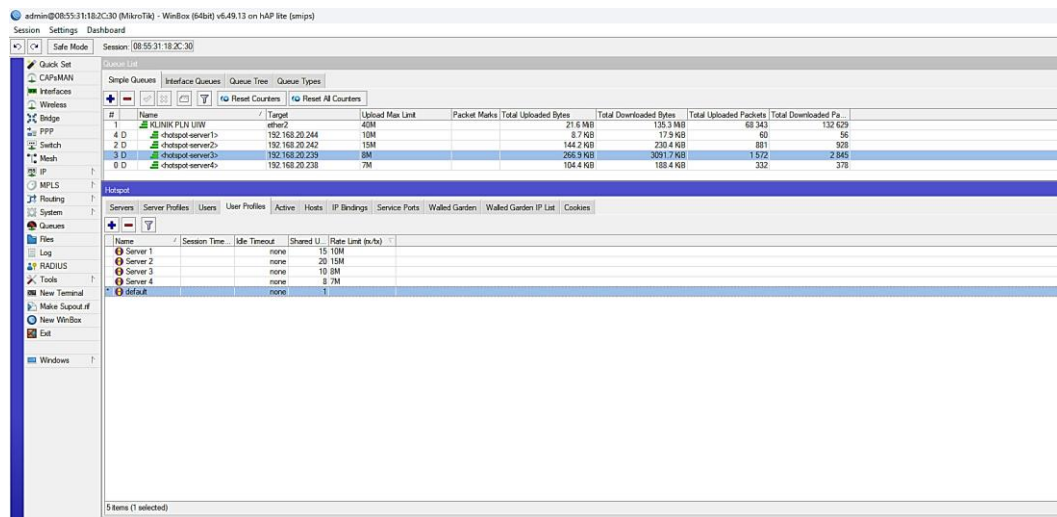 admin@08:55:31:18:2C:30 (MikroTik) - WinBox (64bit) v6.49.13 on hAP lite (smips)
Session Settings Dashboard
Safe Mode Session: 08:55:31:18:2C:30
Quick Set
CAPsMAN
Interfaces
Wireless
Bridge
PPP
Switch
Mesh
IP
MPLS
Routing
System
Queues
Files
Log
RADIUS
Tools
New Terminal
Make Supout.rif
New WinBox
Exit
Windows
Queue List
Simple Queues Interface Queues Queue Tree Queue Types
Reset Counters Reset All Counters
# Name Target Upload Max Limit Packet Marks Total Uploaded Bytes Total Downloaded Bytes Total Uploaded Packets Total Downloaded Pa...
1 KLINIK PLN UIW ether2 40M 21.6 MiB 135.3 MiB 68 343 132 629
4 D <hotspot-server1> 192.168.20.244 10M 8.7 KiB 17.9 KiB 60 56
2 D <hotspot-server2> 192.168.20.242 15M 144.2 KiB 230.4 KiB 881 928
3 D <hotspot-server3> 192.168.20.239 8M 266.9 KiB 3091.7 KiB 1 572 2 845
0 D <hotspot-server4> 192.168.20.238 7M 104.4 KiB 188.4 KiB 332 378
Hotspot
Servers Server Profiles Users User Profiles Active Hosts IP Bindings Service Ports Walled Garden Walled Garden IP List Cookies
Name Session Time... Idle Timeout Shared U... Rate Limit (rx/tx)
Server 1 none 15 10M
Server 2 none 20 15M
Server 3 none 10 8M
Server 4 none 8 7M
* default none 1
5 items (1 selected)